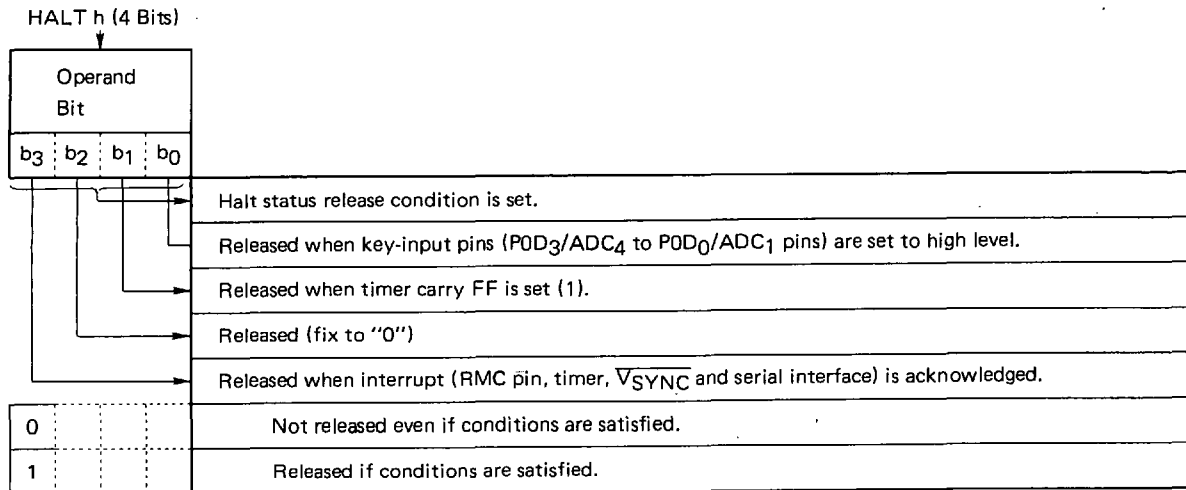 HALT h (4 Bits)
Operand
Bit
b3 b2 b1 b0
Halt status release condition is set.
Released when key-input pins (P0D3/ADC4 to P0D0/ADC1 pins) are set to high level.
Released when timer carry FF is set (1).
Released (fix to "0")
Released when interrupt (RMC pin, timer, VSYNC and serial interface) is acknowledged.
0 Not released even if conditions are satisfied.
1 Released if conditions are satisfied.